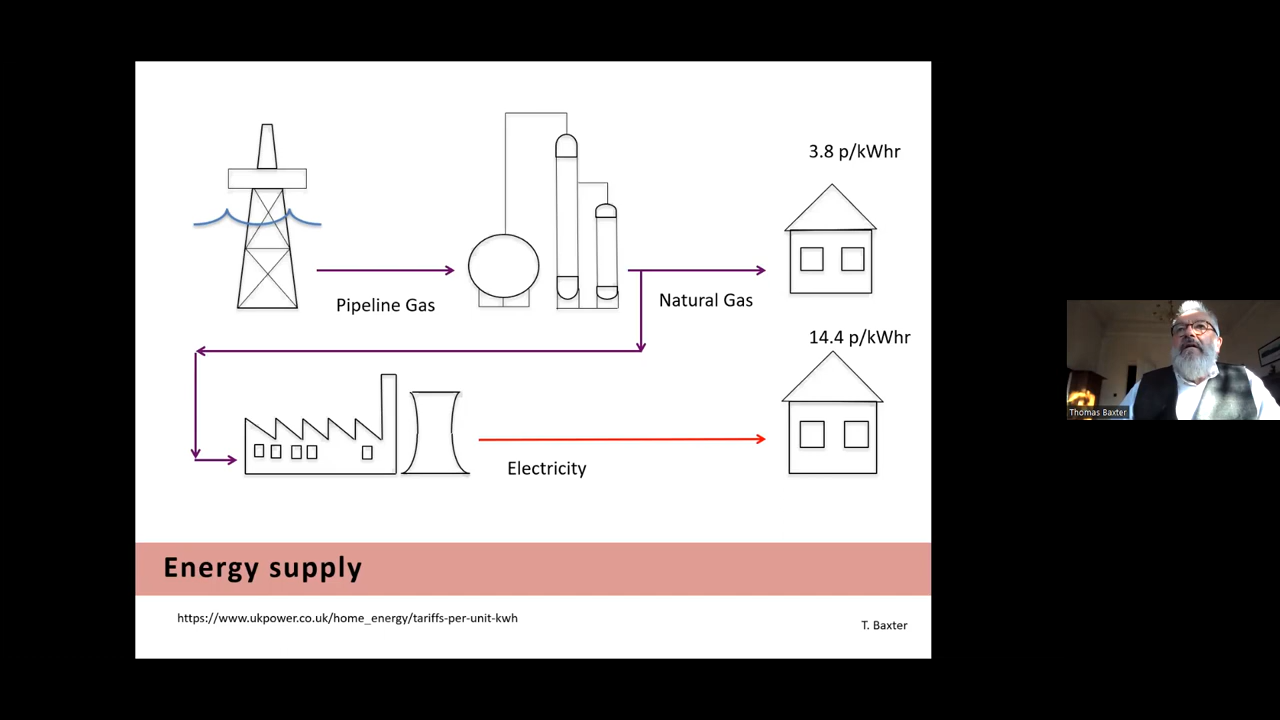 3.8 p/kWhr
Pipeline Gas
Natural Gas
14.4 p/kWhr
Electricity
Energy supply
https://www.ukpower.co.uk/home_energy/tariffs-per-unit-kwh
T. Baxter
Thomas Baxter